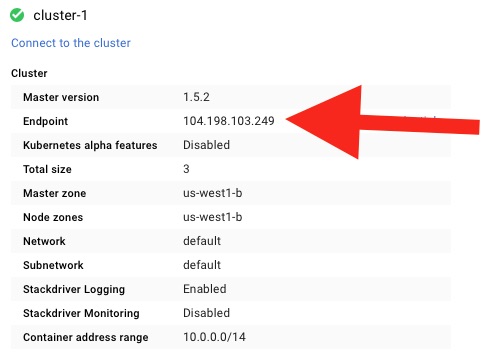 cluster-1
Connect to the cluster
Cluster
Master version 1.5.2
Endpoint 104.198.103.249
Kubernetes alpha features Disabled
Total size 3
Master zone us-west1-b
Node zones us-west1-b
Network default
Subnetwork default
Stackdriver Logging Enabled
Stackdriver Monitoring Disabled
Container address range 10.0.0.0/14